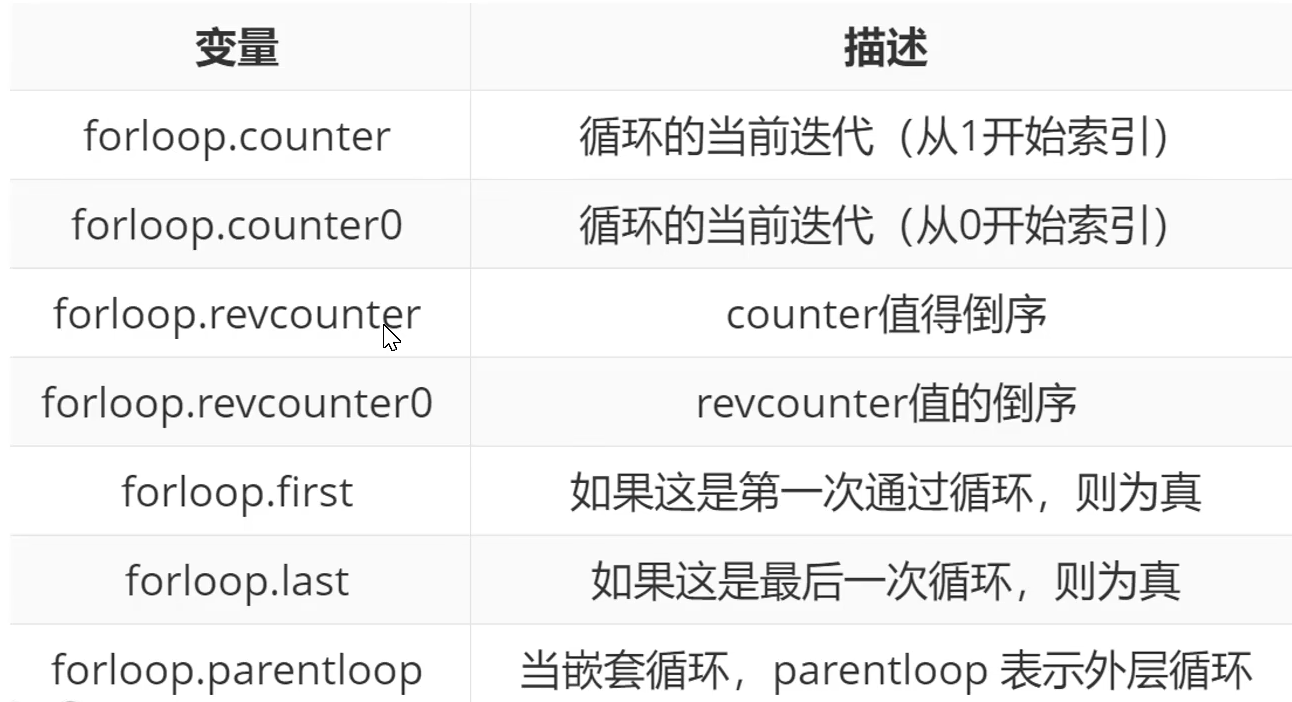 变量 描述
forloop.counter 循环的当前迭代（从1开始索引）
forloop.counter0 循环的当前迭代（从0开始索引）
forloop.revcounter counter值得倒序
forloop.revcounter0 revcounter值的倒序
forloop.first 如果这是第一次通过循环，则为真
forloop.last 如果这是最后一次循环，则为真
forloop.parentloop 当嵌套循环，parentloop 表示外层循环